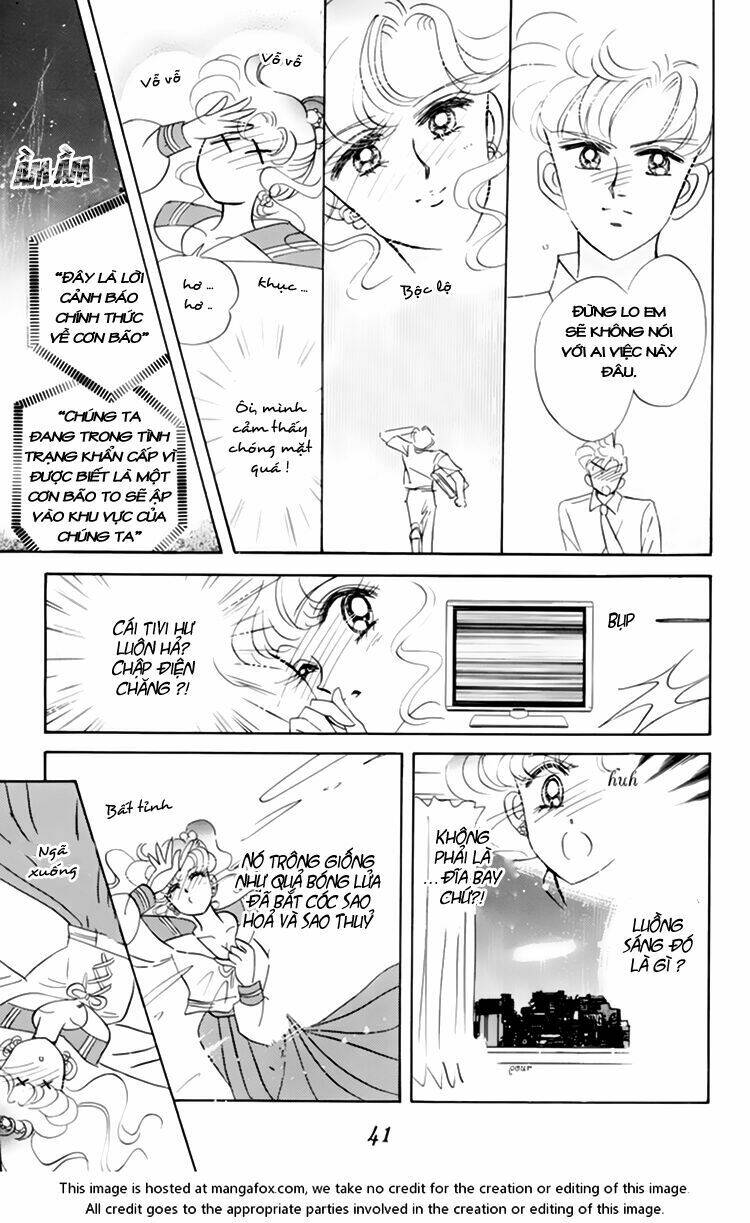 ĐỪNG LO EM
SẼ KHÔNG NÓI
VỚI AI VIỆC NÀY
ĐÂU.
Bộc lộ
Vỗ vỗ
Vỗ vỗ
khục ...
hơ ...
hơ ..
Ôi, mình
cảm thấy
chóng mặt
quá !
ẦM ẦM
“ĐÂY LÀ LỜI
CẢNH BÁO
CHÍNH THỨC
VỀ CƠN BÃO”
“CHÚNG TA
ĐANG TRONG TÌNH
TRẠNG KHẨN CẤP VÌ
ĐƯỢC BIẾT LÀ MỘT
CƠN BÃO TO SẼ ẬP
VÀO KHU VỰC CỦA
CHÚNG TA”
BỤP
CÁI TIVI HƯ
LUÔN HẢ?
CHẬP ĐIỆN
CHĂNG ?!
huh
LUỒNG
SÁNG ĐÓ
LÀ GÌ ?
KHÔNG
PHẢI LÀ
...ĐĨA BAY
CHỨ?!
pour
NÓ TRÔNG GIỐNG
NHƯ QUẢ BÓNG LỬA
ĐÃ BẮT CÓC SAO
HOẢ VÀ SAO THUỶ
Bất tỉnh
Ngã
xuống
41
This image is hosted at mangafox.com, we take no credit for the creation or editing of this image.
All credit goes to the appropriate parties involved in the creation or editing of this image.